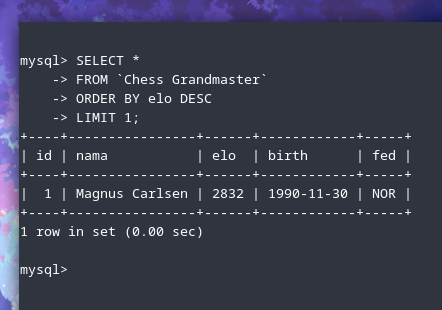 mysql> SELECT *
    -> FROM `Chess Grandmaster`
    -> ORDER BY elo DESC
    -> LIMIT 1;
+----+----------------+------+------------+-----+
| id | nama           | elo  | birth      | fed |
+----+----------------+------+------------+-----+
|  1 | Magnus Carlsen | 2832 | 1990-11-30 | NOR |
+----+----------------+------+------------+-----+
1 row in set (0.00 sec)

mysql>